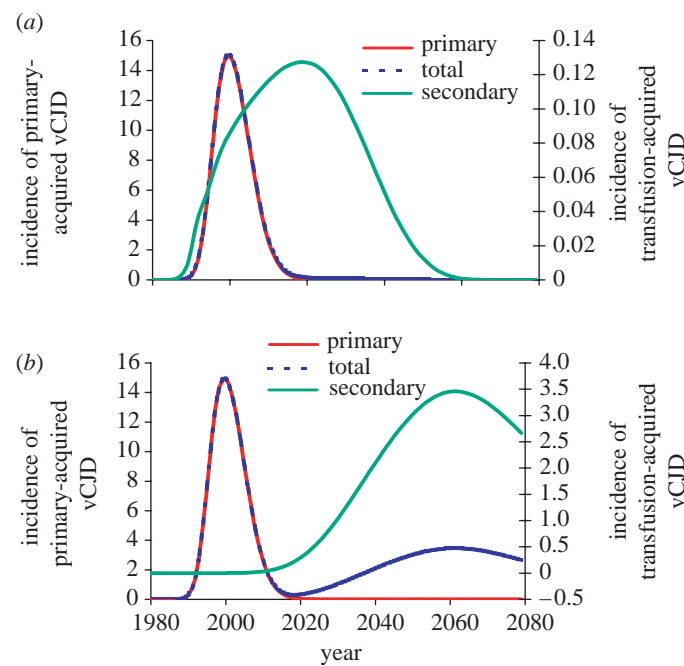 (a)
16
14
12
10
8
6
4
2
0
incidence of primary-
acquired vCJD
primary
total
secondary
0.14
0.12
0.10
0.08
0.06
0.04
0.02
0
incidence of
transfusion-acquired
vCJD
2000
2020
(b)
16
14
12
10
8
6
4
2
0
incidence of
primary-acquired
vCJD
primary
total
secondary
4.0
3.5
3.0
2.5
2.0
1.5
1.0
0.5
0
−0.5
incidence of
transfusion-acquired
vCJD
1980
2000
2020
2040
2060
2080
year